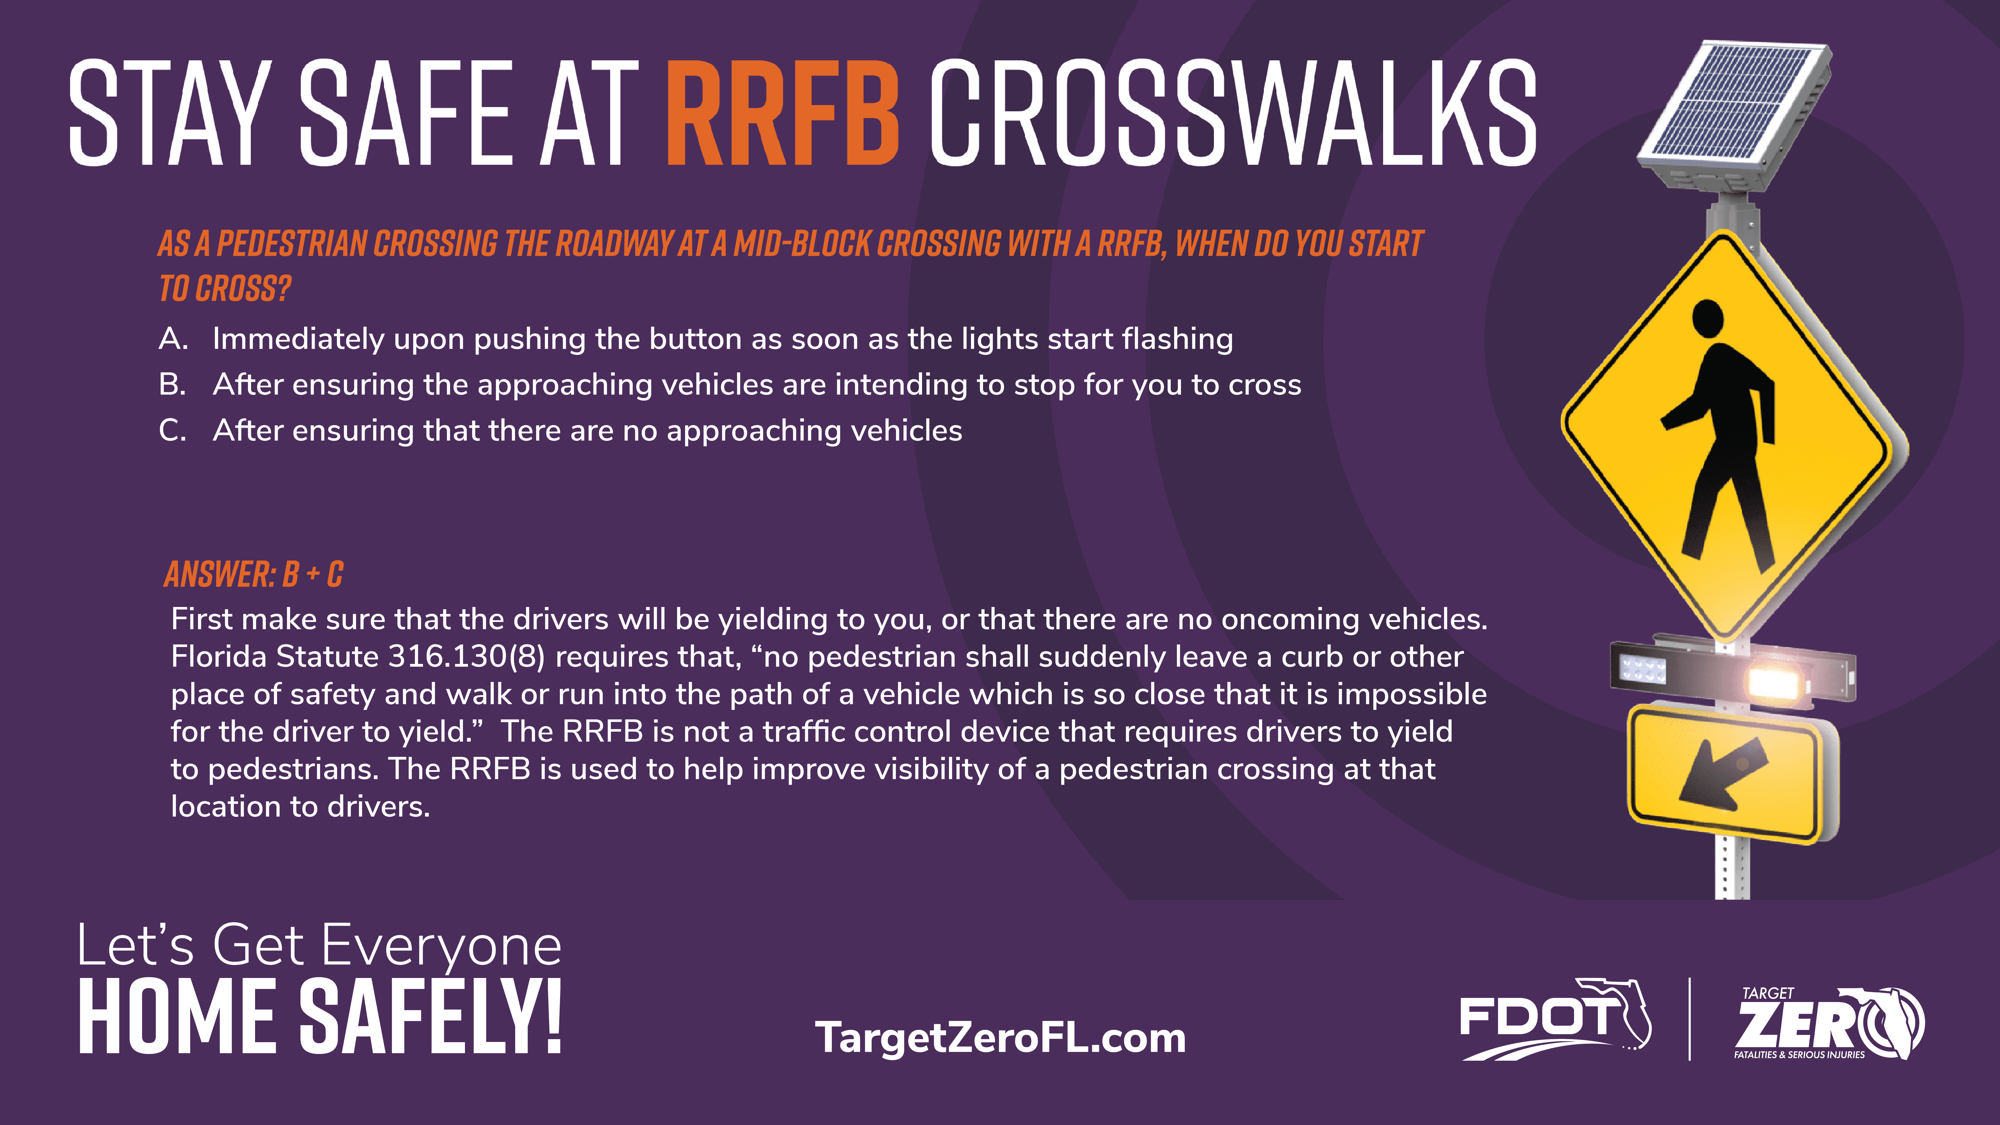 STAY SAFE AT RRFB CROSSWALKS
AS A PEDESTRIAN CROSSING THE ROADWAY AT A MID-BLOCK CROSSING WITH A RRFB, WHEN DO YOU START
TO CROSS?
A. Immediately upon pushing the button as soon as the lights start flashing
B. After ensuring the approaching vehicles are intending to stop for you to cross
C. After ensuring that there are no approaching vehicles
ANSWER: B + C
First make sure that the drivers will be yielding to you, or that there are no oncoming vehicles.
Florida Statute 316.130(8) requires that, “no pedestrian shall suddenly leave a curb or other
place of safety and walk or run into the path of a vehicle which is so close that it is impossible
for the driver to yield.” The RRFB is not a traffic control device that requires drivers to yield
to pedestrians. The RRFB is used to help improve visibility of a pedestrian crossing at that
location to drivers.
Let’s Get Everyone
HOME SAFELY!
TargetZeroFL.com
FDOT
TARGET
ZERO
FATALITIES & SERIOUS INJURIES